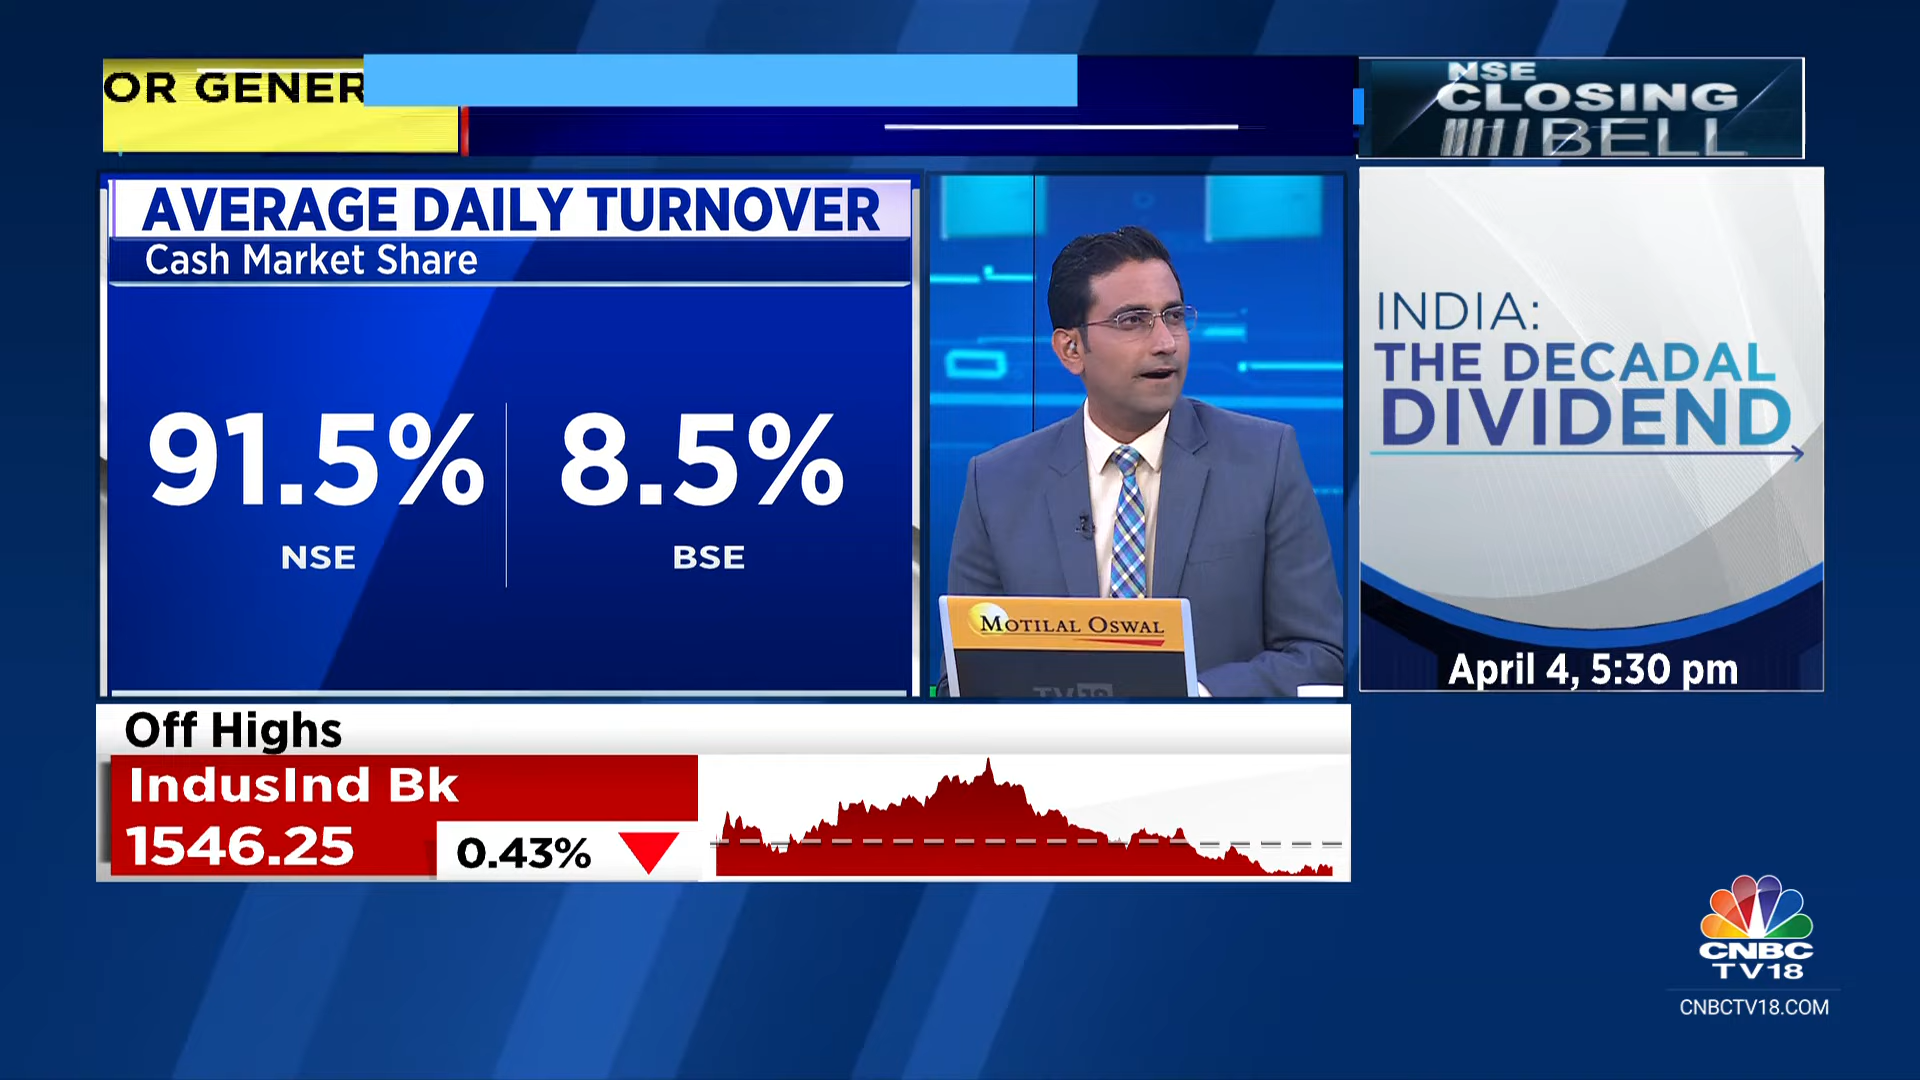 OR GENER
NSE
CLOSING
BELL
AVERAGE DAILY TURNOVER
Cash Market Share
91.5%
8.5%
NSE
BSE
MOTILAL OSWAL
TV18
INDIA:
THE DECADAL
DIVIDEND
April 4, 5:30 pm
Off Highs
IndusInd Bk
1546.25
0.43%
CNBC
TV18
CNBCTV18.COM